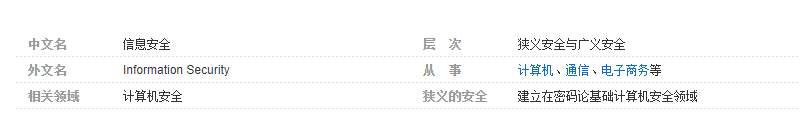 中文名 信息安全 层 次 狭义安全与广义安全
外文名 Information Security 从 事 计算机、通信、电子商务等
相关领域 计算机安全 狭义的安全 建立在密码论基础计算机安全领域